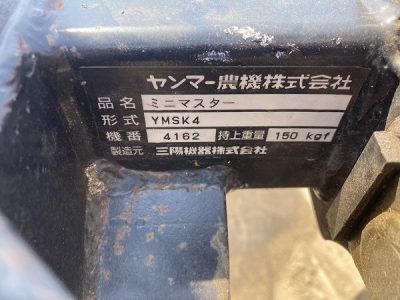 ヤンマー農機株式会社
品名 ミニマスター
形式 YMSK4
機番 4162 持上重量 150 kgf
製造元 三陽機器株式会社